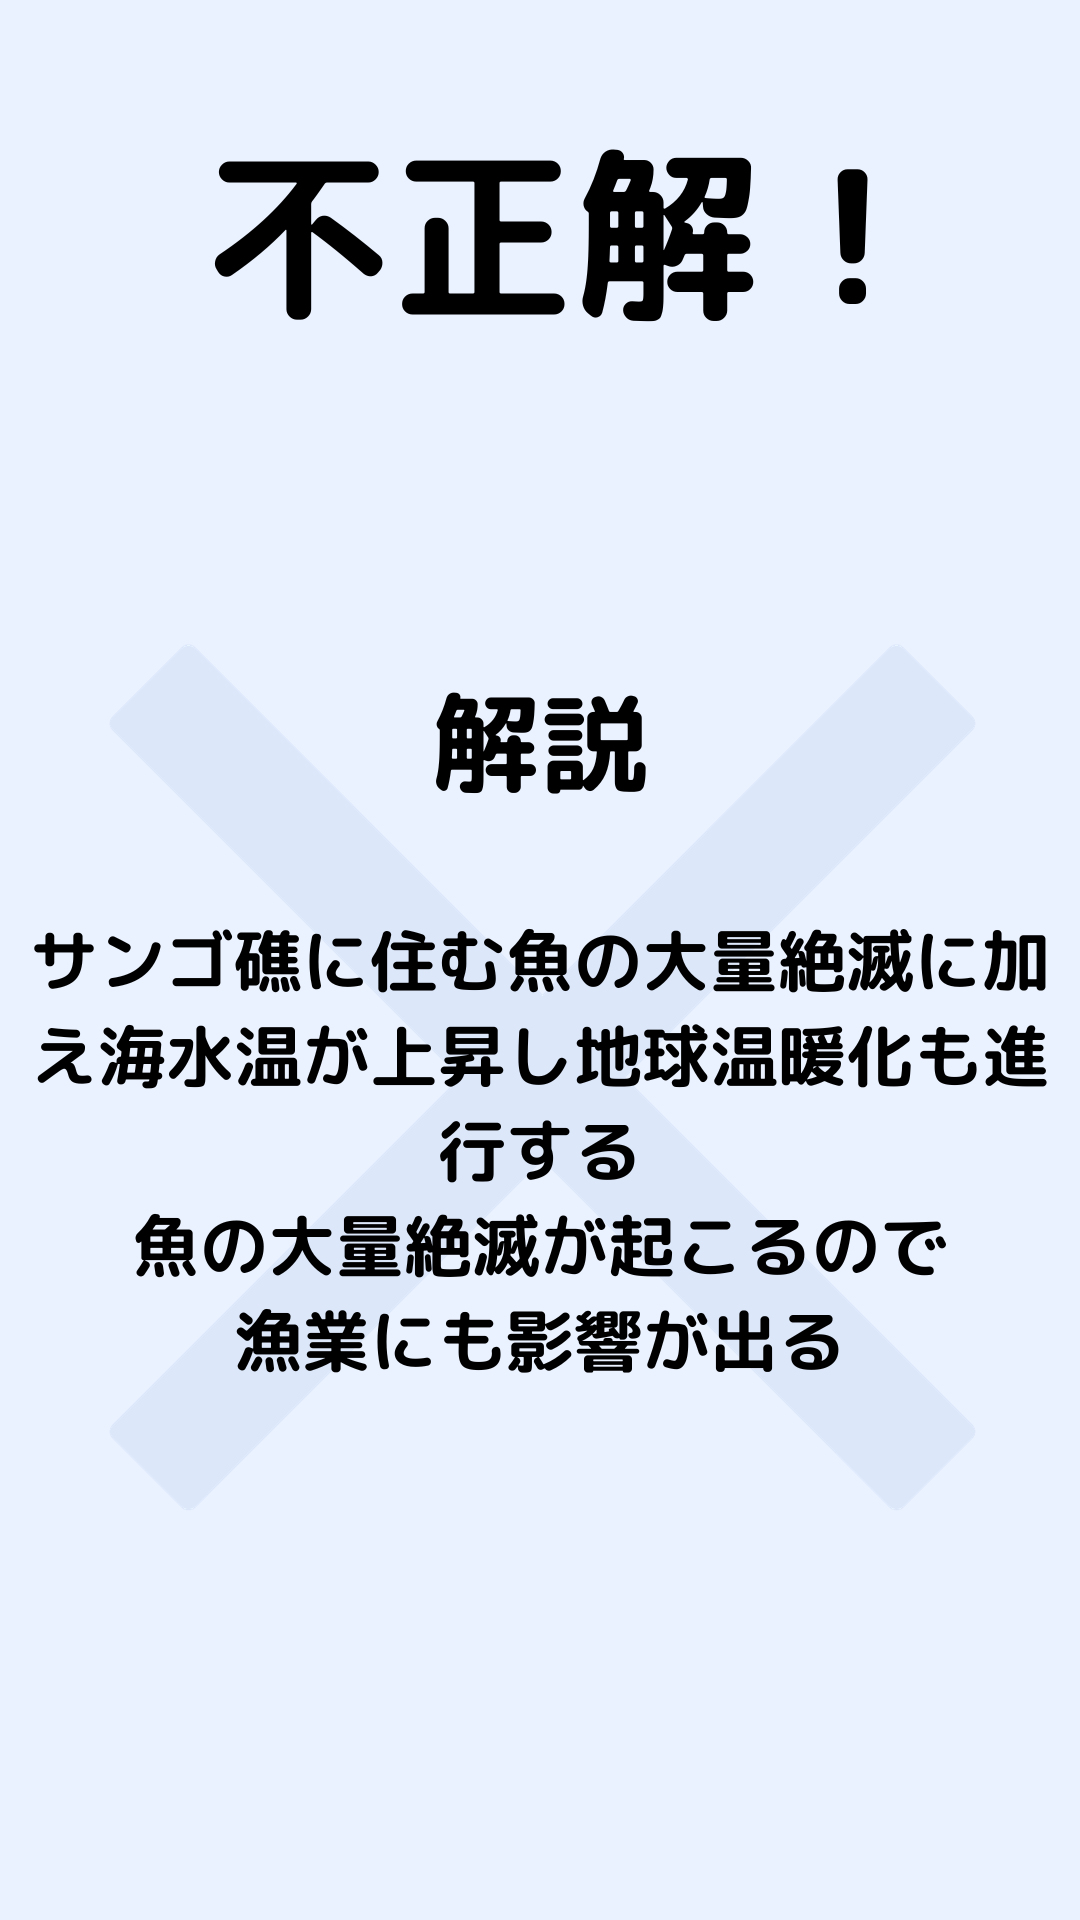 不正解！
解説
サンゴ礁に住む魚の大量絶滅に加
え海水温が上昇し地球温暖化も進
行する
魚の大量絶滅が起こるので
漁業にも影響が出る